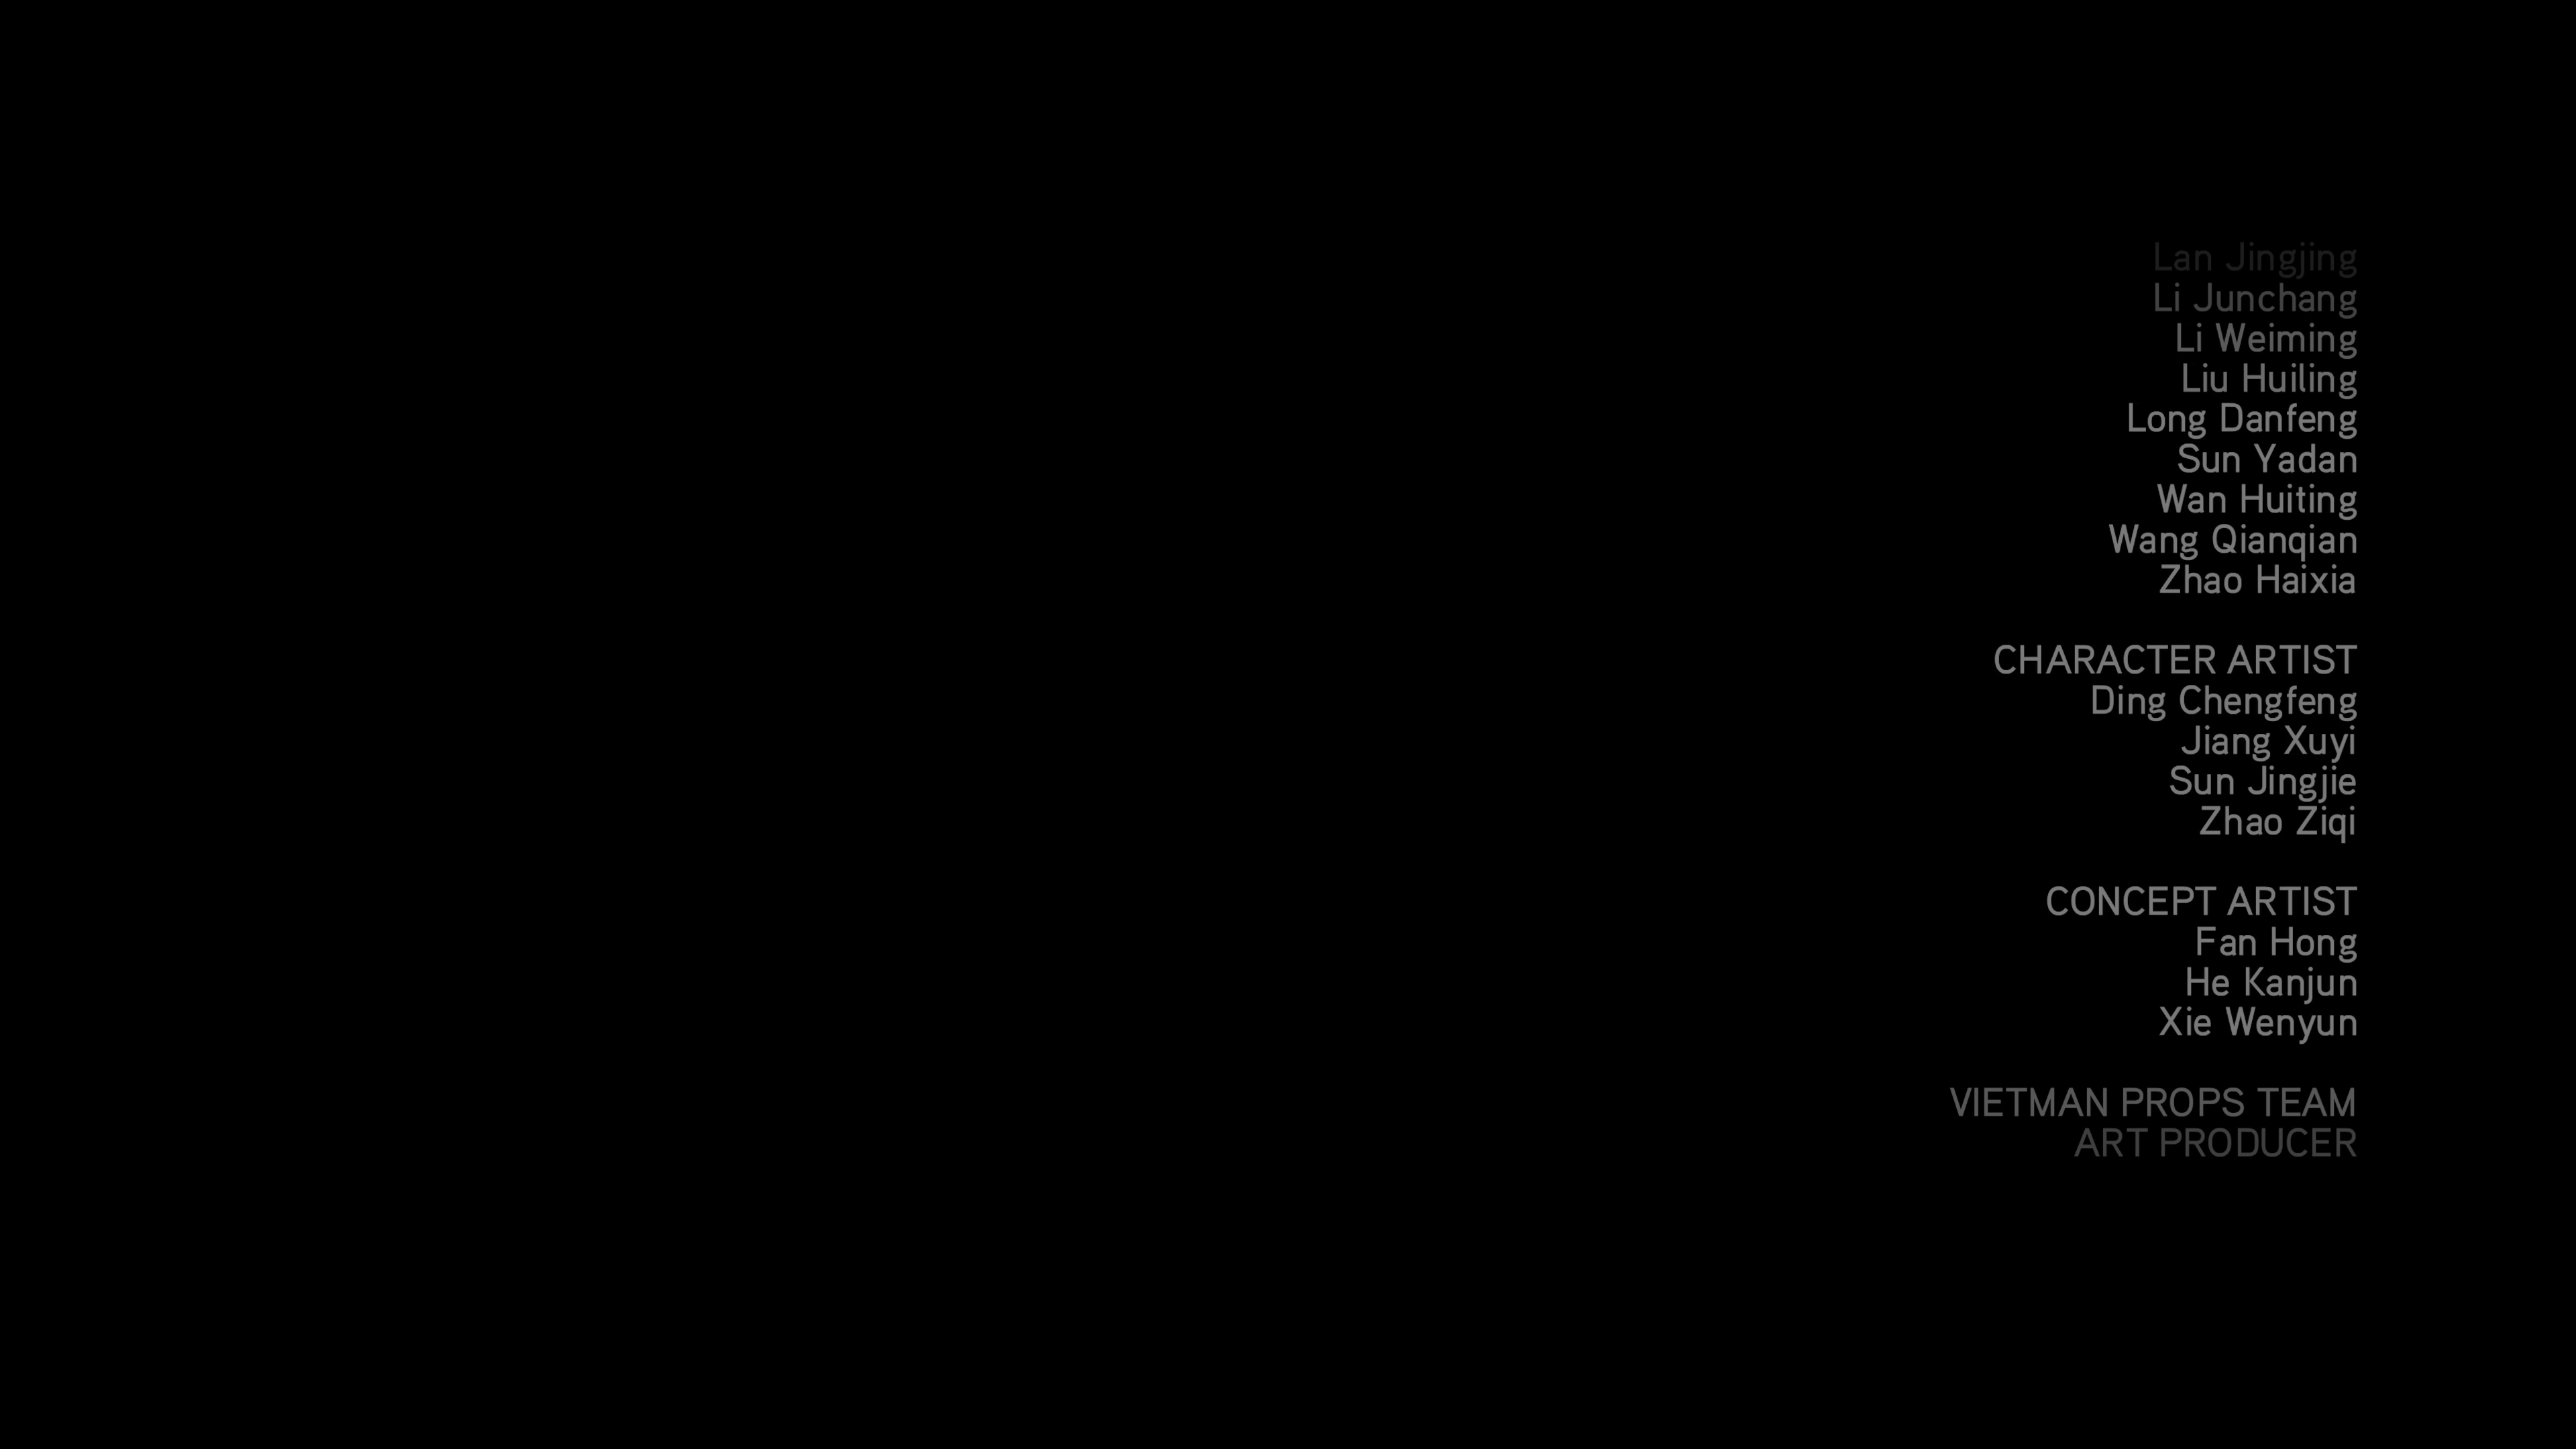 Lan Jingjing
Li Junchang
Li Weiming
Liu Huiling
Long Danfeng
Sun Yadan
Wan Huiting
Wang Qianqian
Zhao Haixia
CHARACTER ARTIST
Ding Chengfeng
Jiang Xuyi
Sun Jingjie
Zhao Ziqi
CONCEPT ARTIST
Fan Hong
He Kanjun
Xie Wenyun
VIETMAN PROPS TEAM
ART PRODUCER